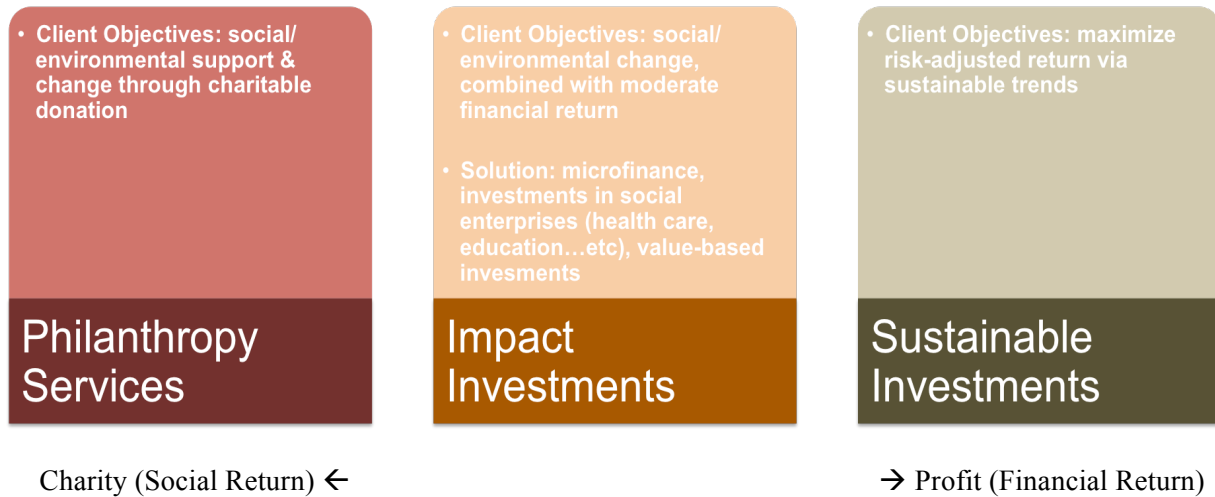 • Client Objectives: social/
environmental support &
change through charitable
donation
Philanthropy
Services
• Client Objectives: social/
environmental change,
combined with moderate
financial return
• Solution: microfinance,
investments in social
enterprises (health care,
education…etc), value-based
invesments
Impact
Investments
• Client Objectives: maximize
risk-adjusted return via
sustainable trends
Sustainable
Investments
Charity (Social Return) ←
→ Profit (Financial Return)